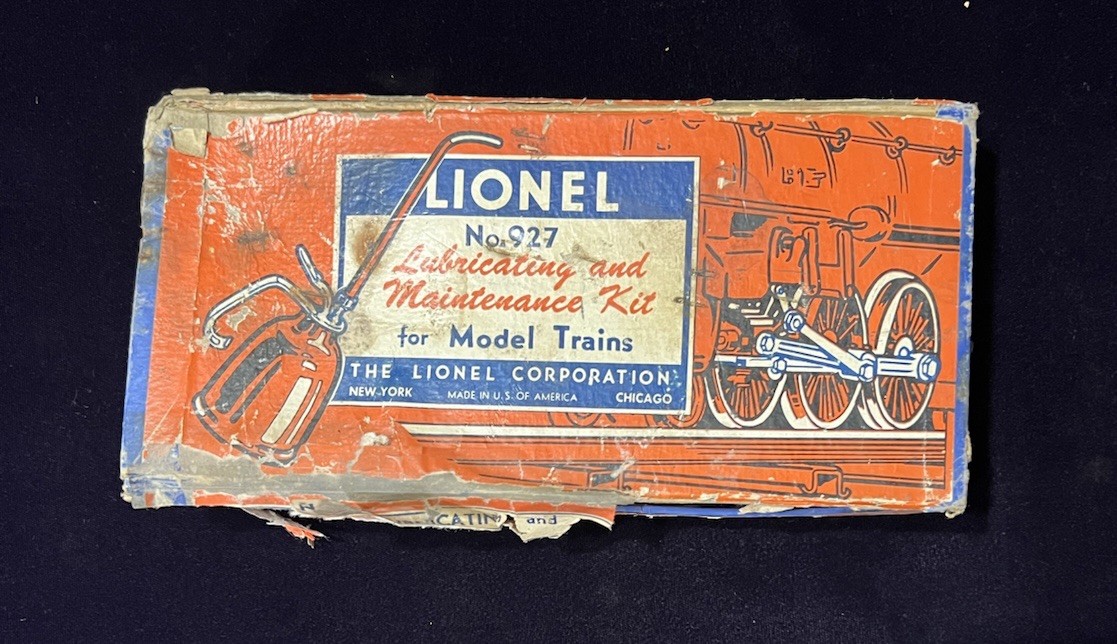 LIONEL
No. 927
Lubricating and
Maintenance Kit
for Model Trains
THE LIONEL CORPORATION
NEW YORK MADE IN U.S. OF AMERICA CHICAGO
and